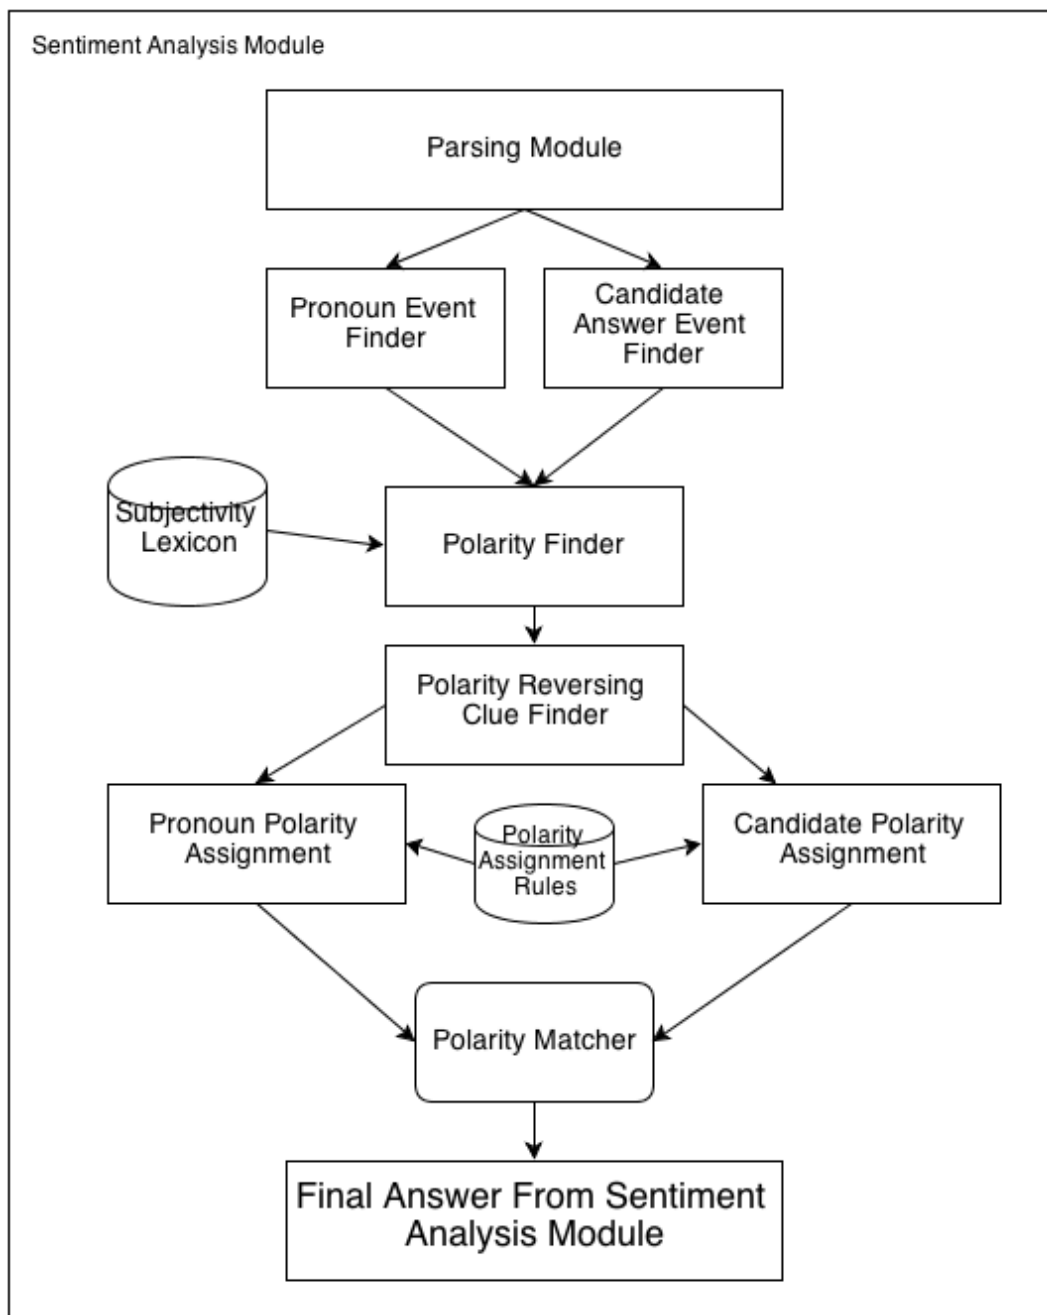 Sentiment Analysis Module
Parsing Module
Pronoun Event
Finder
Candidate
Answer Event
Finder
Subjectivity
Lexicon
Polarity Finder
Polarity Reversing
Clue Finder
Pronoun Polarity
Assignment
Polarity
Assignment
Rules
Candidate Polarity
Assignment
Polarity Matcher
Final Answer From Sentiment
Analysis Module